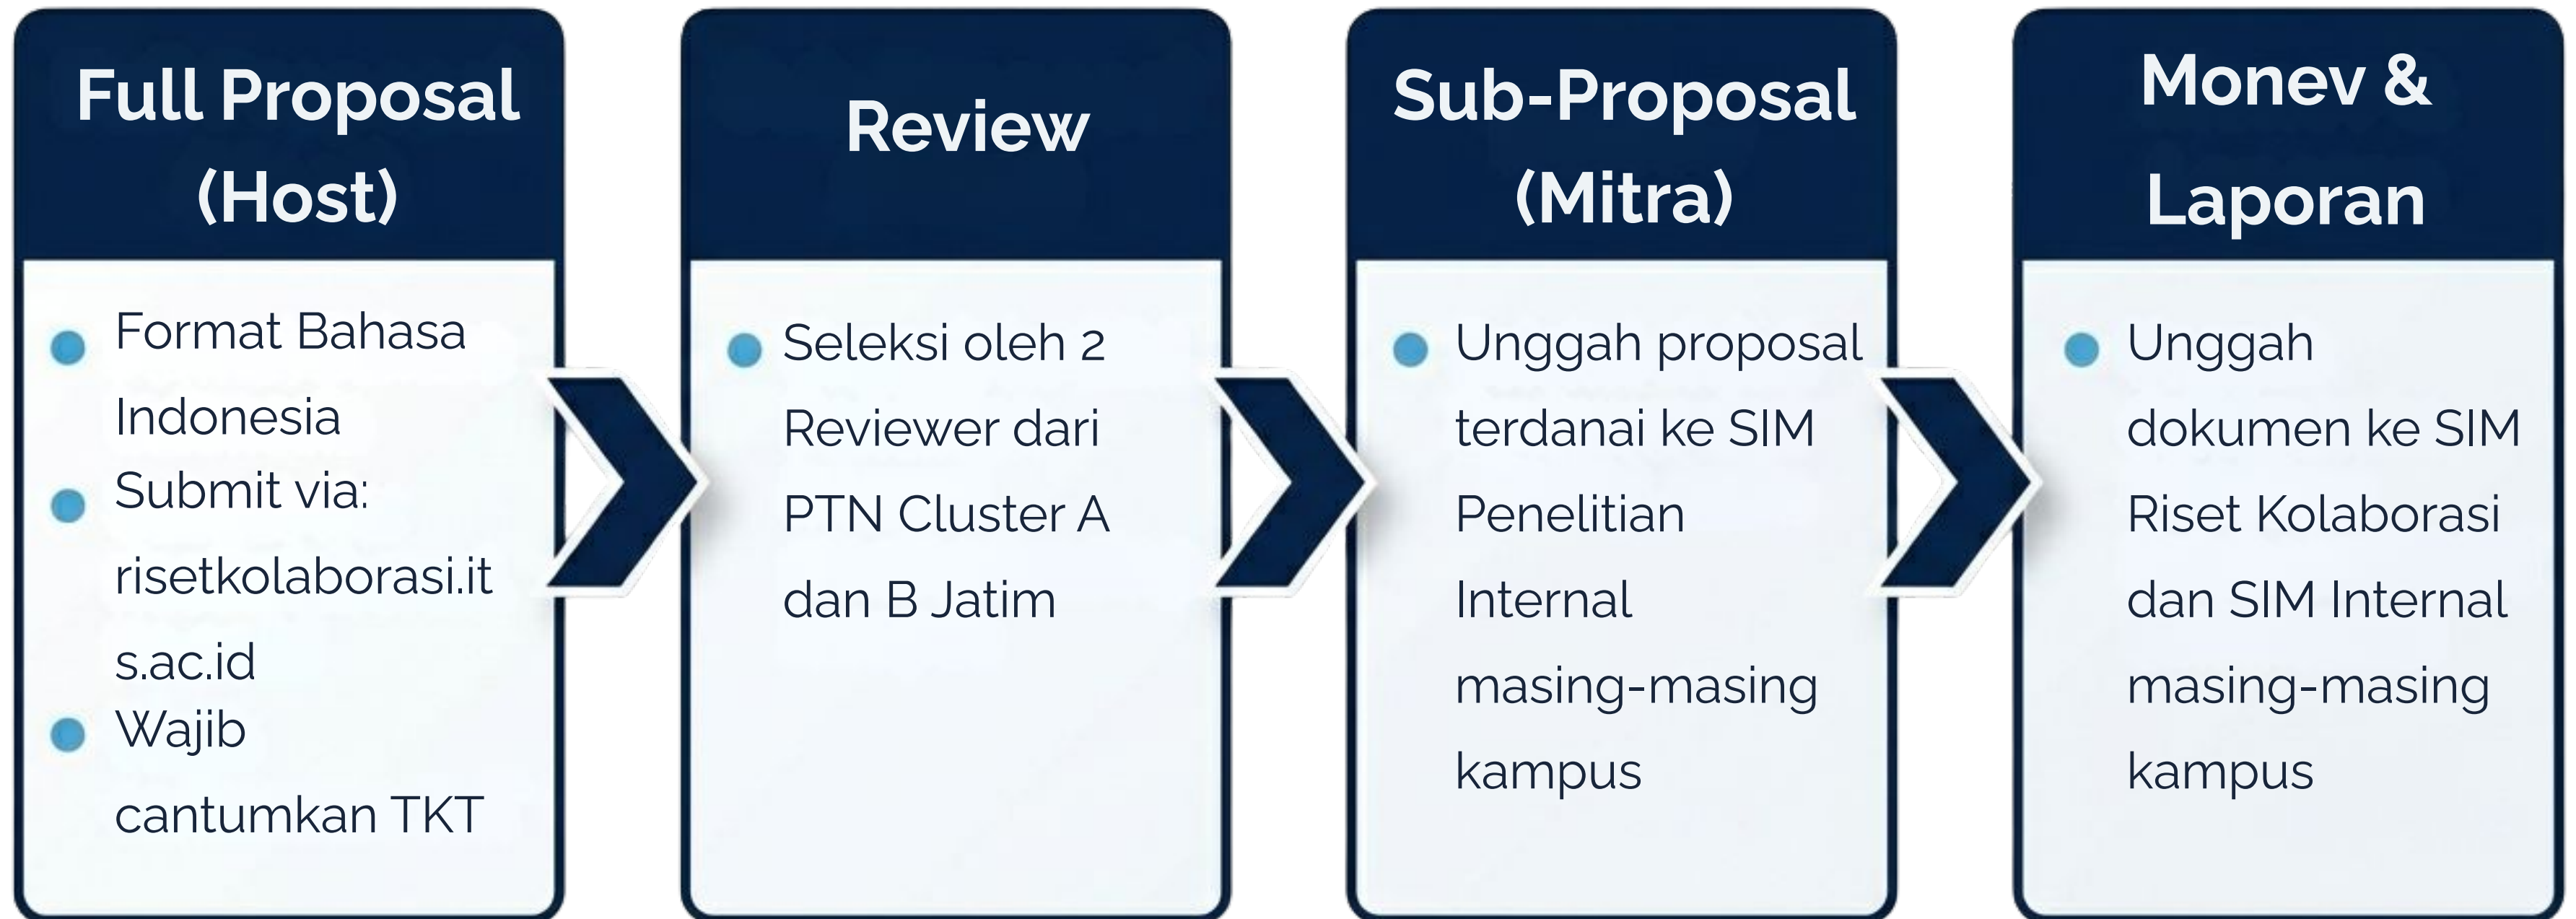 Full Proposal
(Host)
Format Bahasa
Indonesia
Submit via:
risetkolaborasi.it
s.ac.id
Wajib
cantumkan TKT
Review
Seleksi oleh 2
Reviewer dari
PTN Cluster A
dan B Jatim
Sub-Proposal
(Mitra)
Unggah proposal
terdanai ke SIM
Penelitian
Internal
masing-masing
kampus
Monev &
Laporan
Unggah
dokumen ke SIM
Riset Kolaborasi
dan SIM Internal
masing-masing
kampus